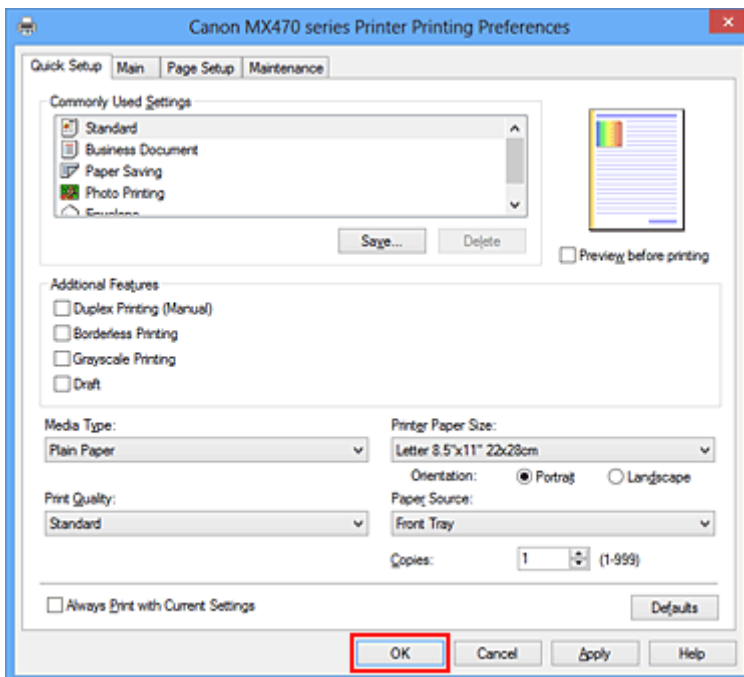 Canon MX470 series Printer Printing Preferences
Quick Setup Main Page Setup Maintenance
Commonly Used Settings
Standard
Business Document
Paper Saving
Photo Printing
Envelope
Save... Delete
Preview before printing
Additional Features
Duplex Printing (Manual)
Borderless Printing
Grayscale Printing
Draft
Media Type:
Plain Paper
Printer Paper Size:
Letter 8.5"x11" 22x28cm
Orientation: Portrait Landscape
Print Quality:
Standard
Paper Source:
Front Tray
Copies: 1 (1-999)
Always Print with Current Settings
Defaults
OK Cancel Apply Help